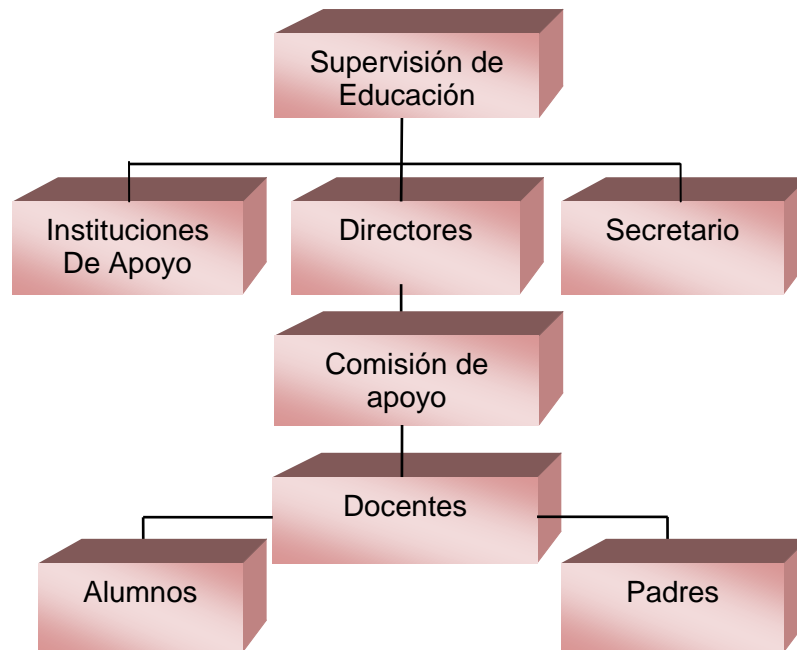 Supervisión de
Educación
Instituciones
De Apoyo
Directores
Secretario
Comisión de
apoyo
Docentes
Alumnos
Padres